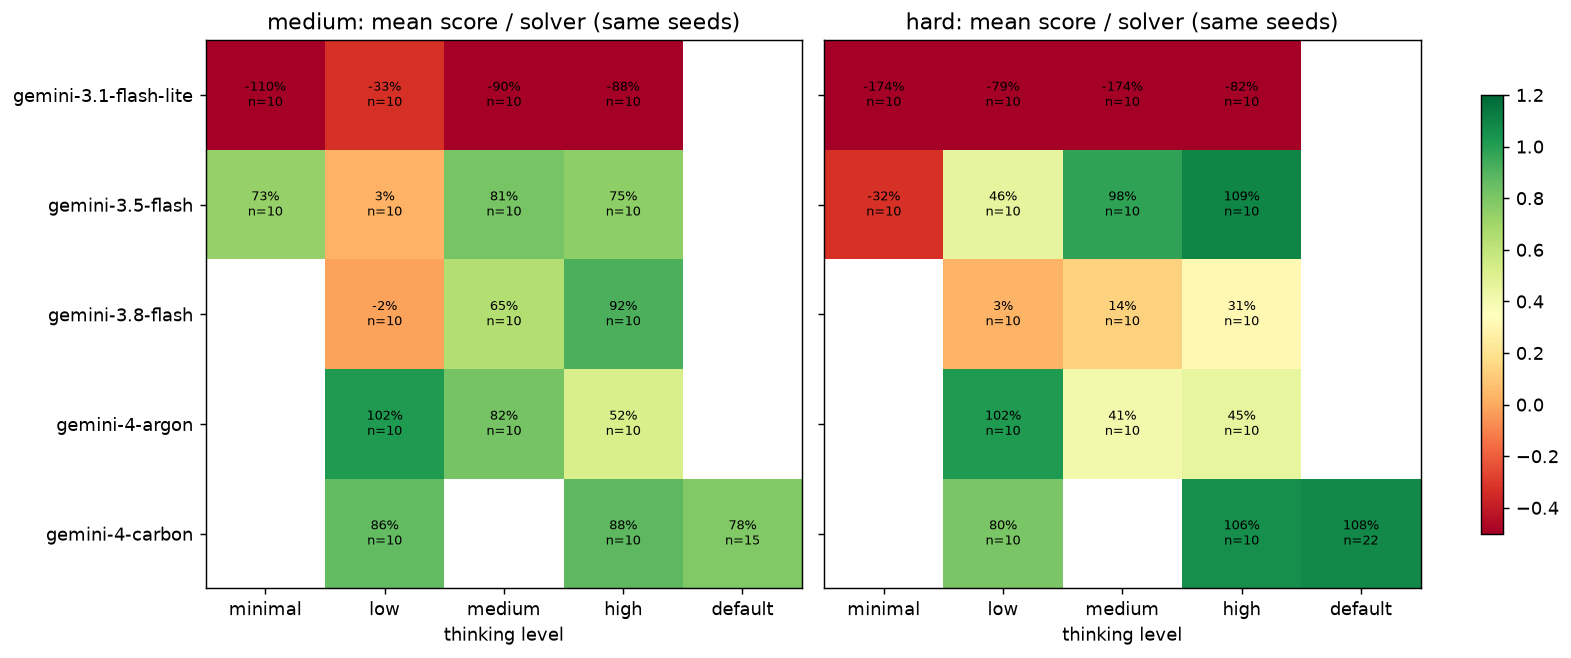 medium: mean score / solver (same seeds)
hard: mean score / solver (same seeds)
gemini-3.1-flash-lite
-110%
n=10
-33%
n=10
-90%
n=10
-88%
n=10
-174%
n=10
-79%
n=10
-174%
n=10
-82%
n=10
gemini-3.5-flash
73%
n=10
3%
n=10
81%
n=10
75%
n=10
-32%
n=10
46%
n=10
98%
n=10
109%
n=10
gemini-3.8-flash
-2%
n=10
65%
n=10
92%
n=10
3%
n=10
14%
n=10
31%
n=10
gemini-4-argon
102%
n=10
82%
n=10
52%
n=10
102%
n=10
41%
n=10
45%
n=10
gemini-4-carbon
86%
n=10
88%
n=10
78%
n=15
80%
n=10
106%
n=10
108%
n=22
minimal low medium high default
thinking level
minimal low medium high default
thinking level
1.2
1.0
0.8
0.6
0.4
0.2
0.0
−0.2
−0.4